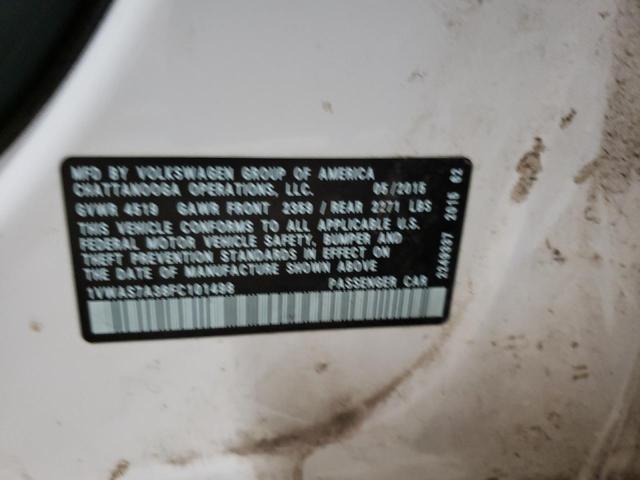 MFD BY VOLKSWAGEN GROUP OF AMERICA
CHATTANOOGA OPERATIONS, LLC. 05/2015
GVWR 4519 GAWR FRONT 2359 / REAR 2271 LBS
THIS VEHICLE CONFORMS TO ALL APPLICABLE U.S.
FEDERAL MOTOR VEHICLE SAFETY, BUMPER AND
THEFT PREVENTION STANDARDS IN EFFECT ON
THE DATE OF MANUFACTURE SHOWN ABOVE
PASSENGER CAR